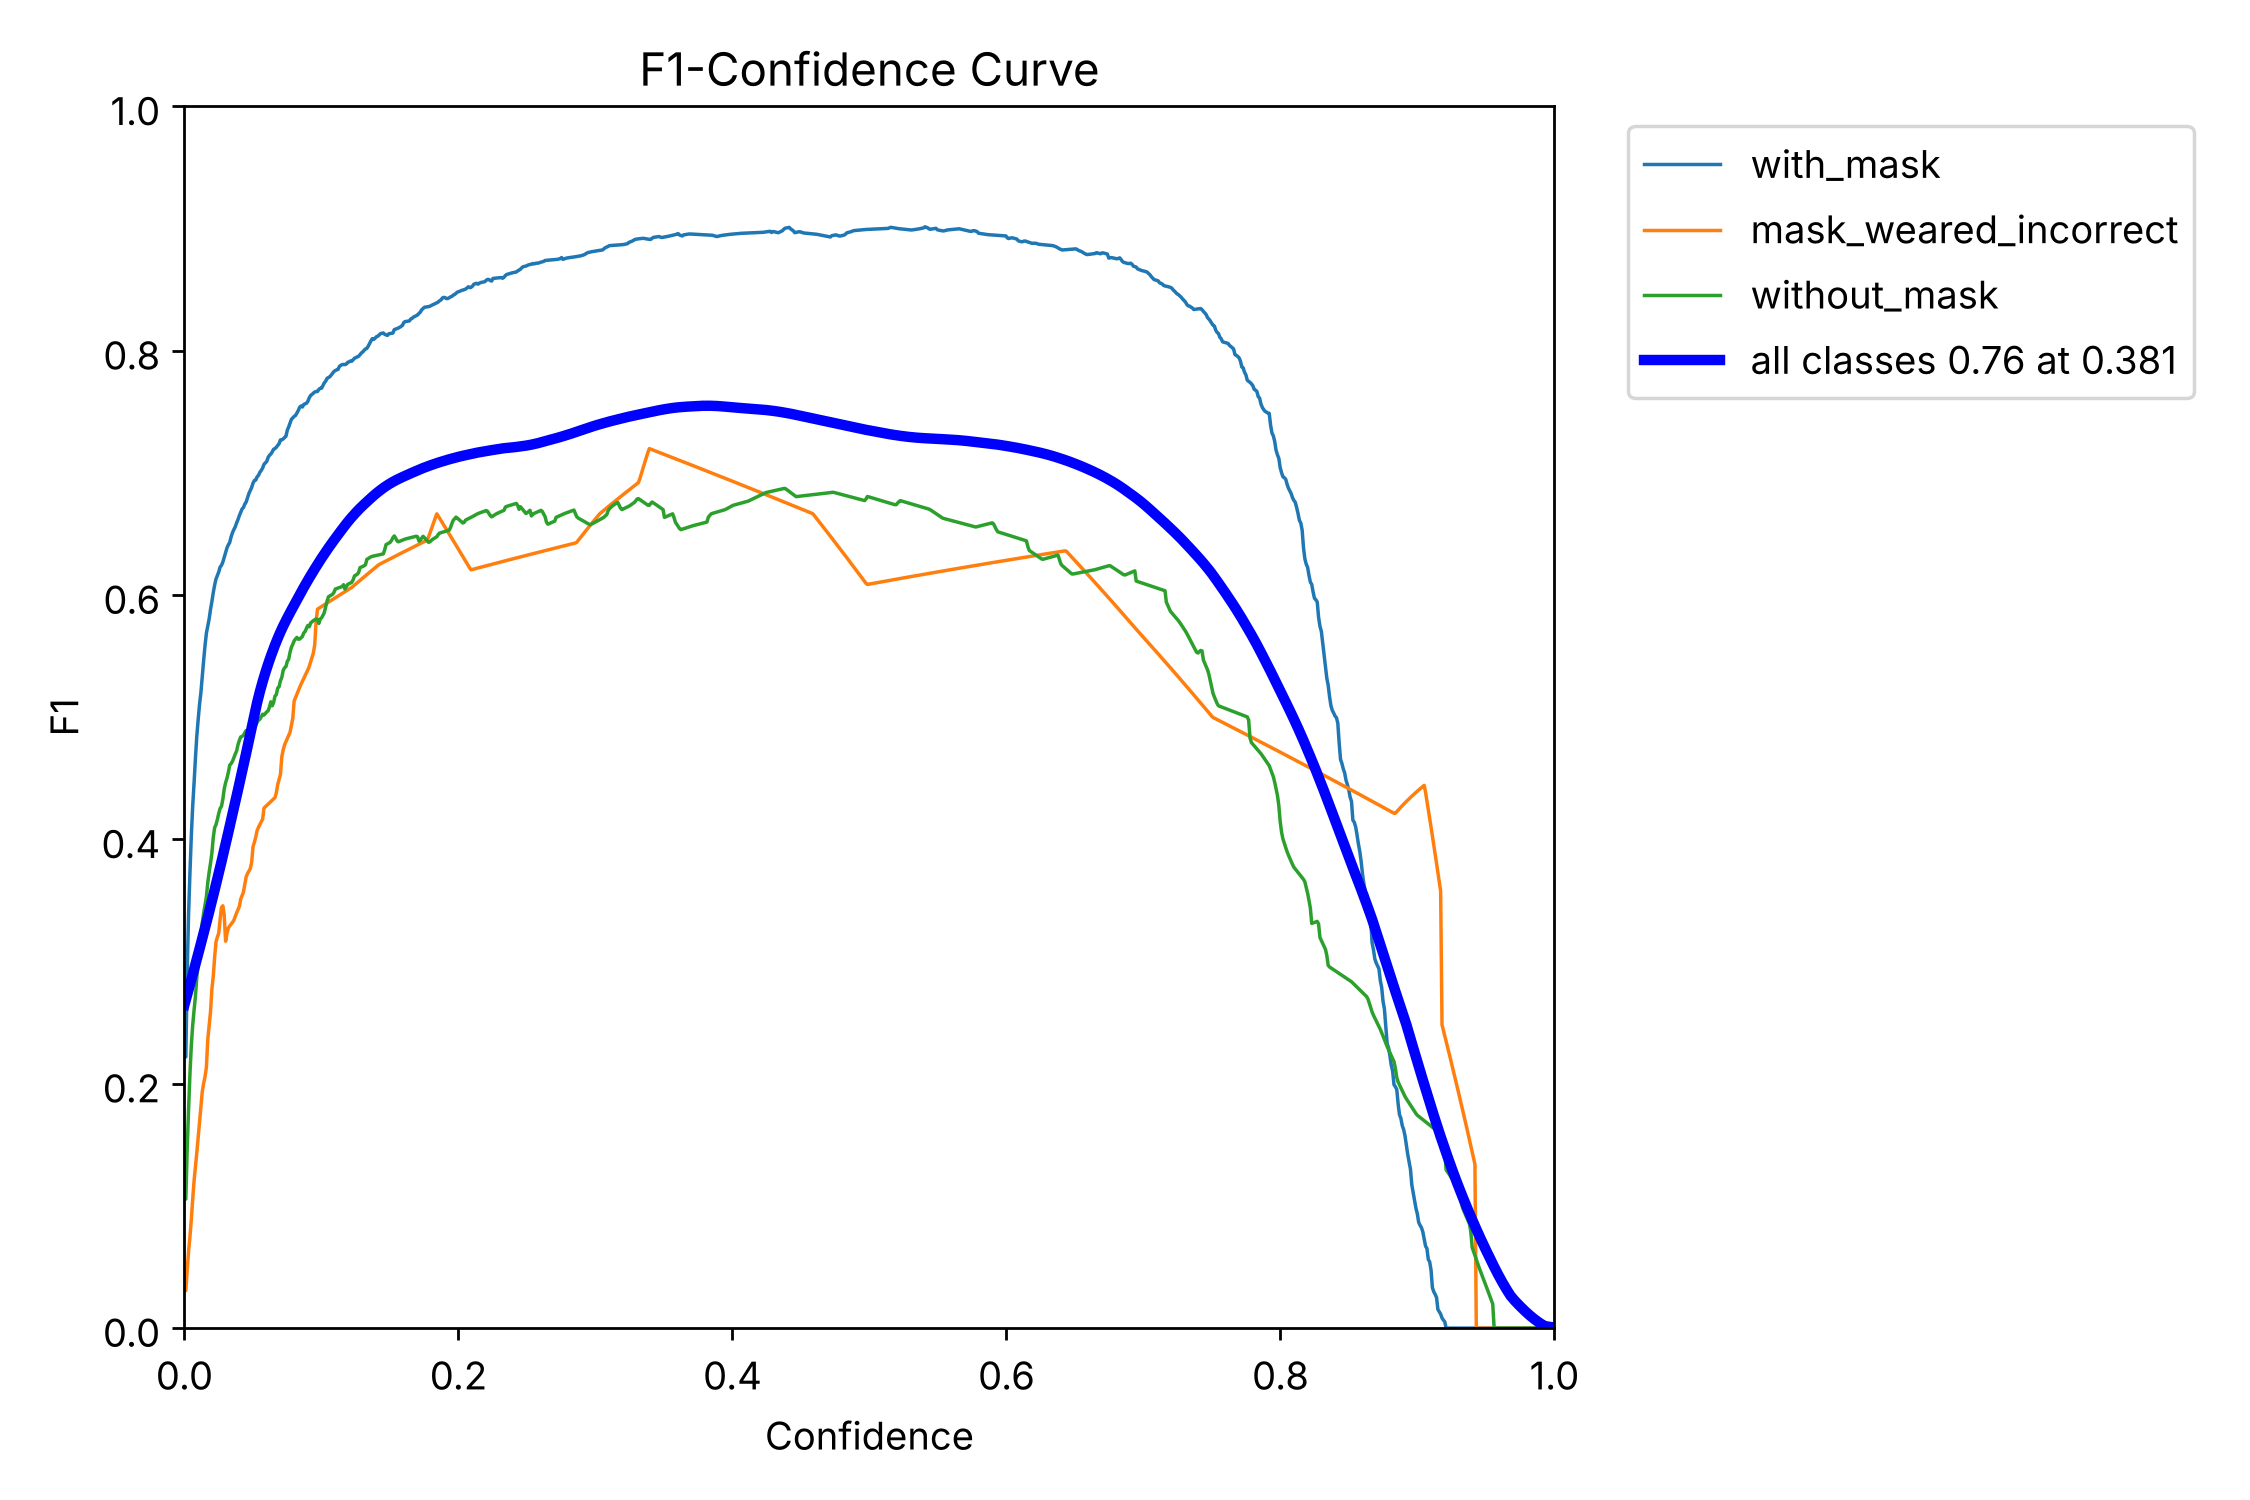 F1-Confidence Curve
1.0
0.8
0.6
0.4
0.2
0.0
F1
0.0 0.2 0.4 0.6 0.8 1.0
Confidence
with_mask
mask_weared_incorrect
without_mask
all classes 0.76 at 0.381